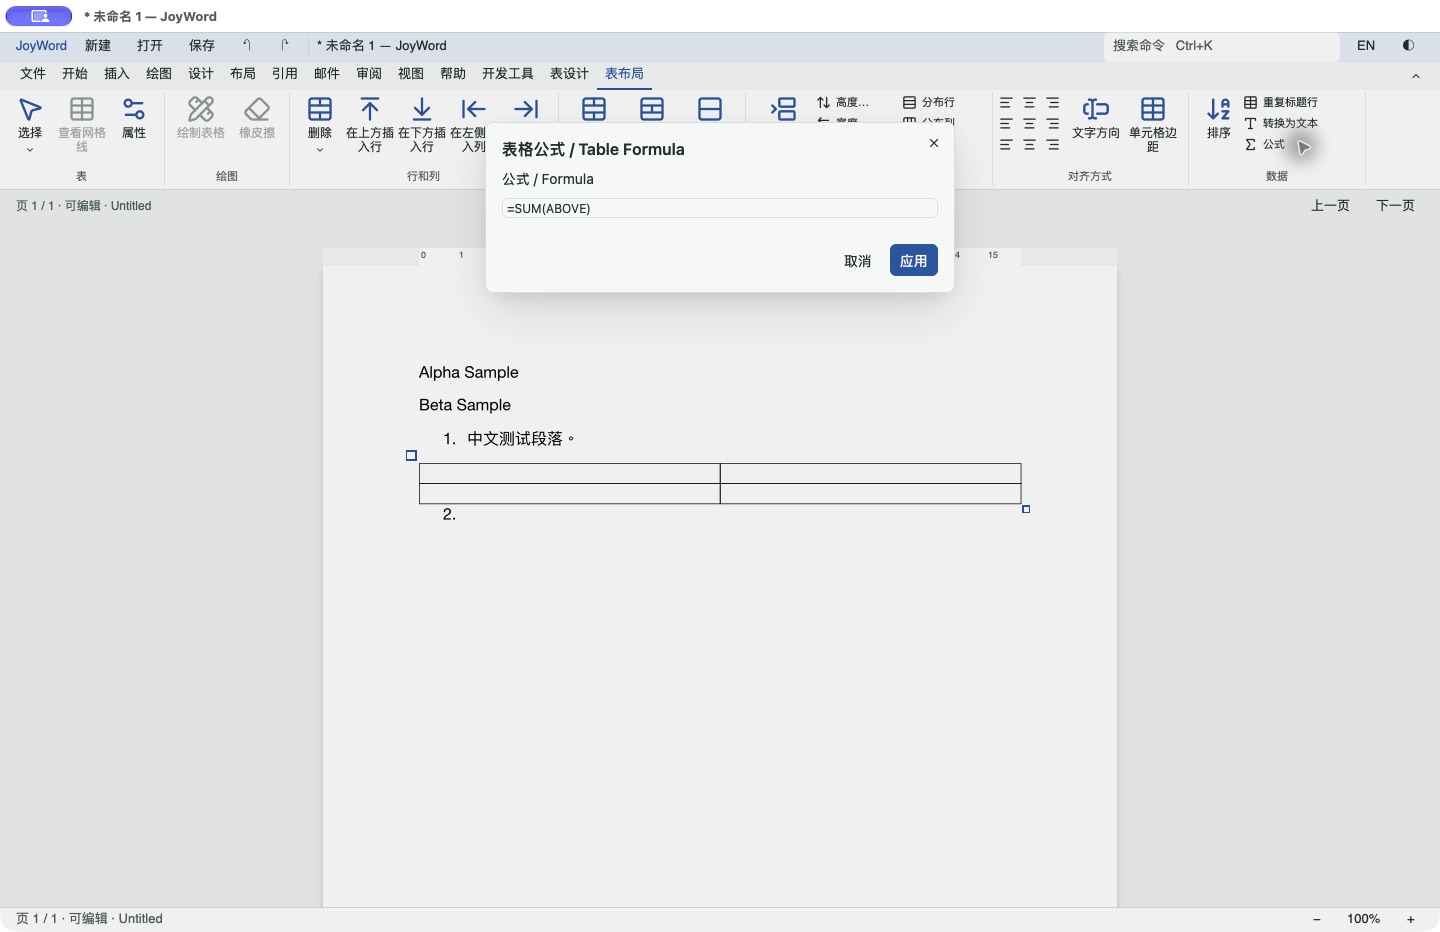 * 未命名 1 — JoyWord
JoyWord 新建 打开 保存 * 未命名 1 — JoyWord 搜索命令 Ctrl+K EN
文件 开始 插入 绘图 设计 布局 引用 邮件 审阅 视图 帮助 开发工具 表设计 表布局
选择 查看网格线 属性
表
绘制表格 橡皮擦
绘图
删除 在上方插入行 在下方插入行 在左侧入列
行和列
高度... 分布行
文字方向 单元格边距
对齐方式
排序 重复标题行
转换为文本
公式
数据
表格公式 / Table Formula
公式 / Formula
=SUM(ABOVE)
取消 应用
页 1 / 1 · 可编辑 · Untitled 上一页 下一页
0 1 4 15
Alpha Sample
Beta Sample
1. 中文测试段落。
2.
页 1 / 1 · 可编辑 · Untitled − 100% +